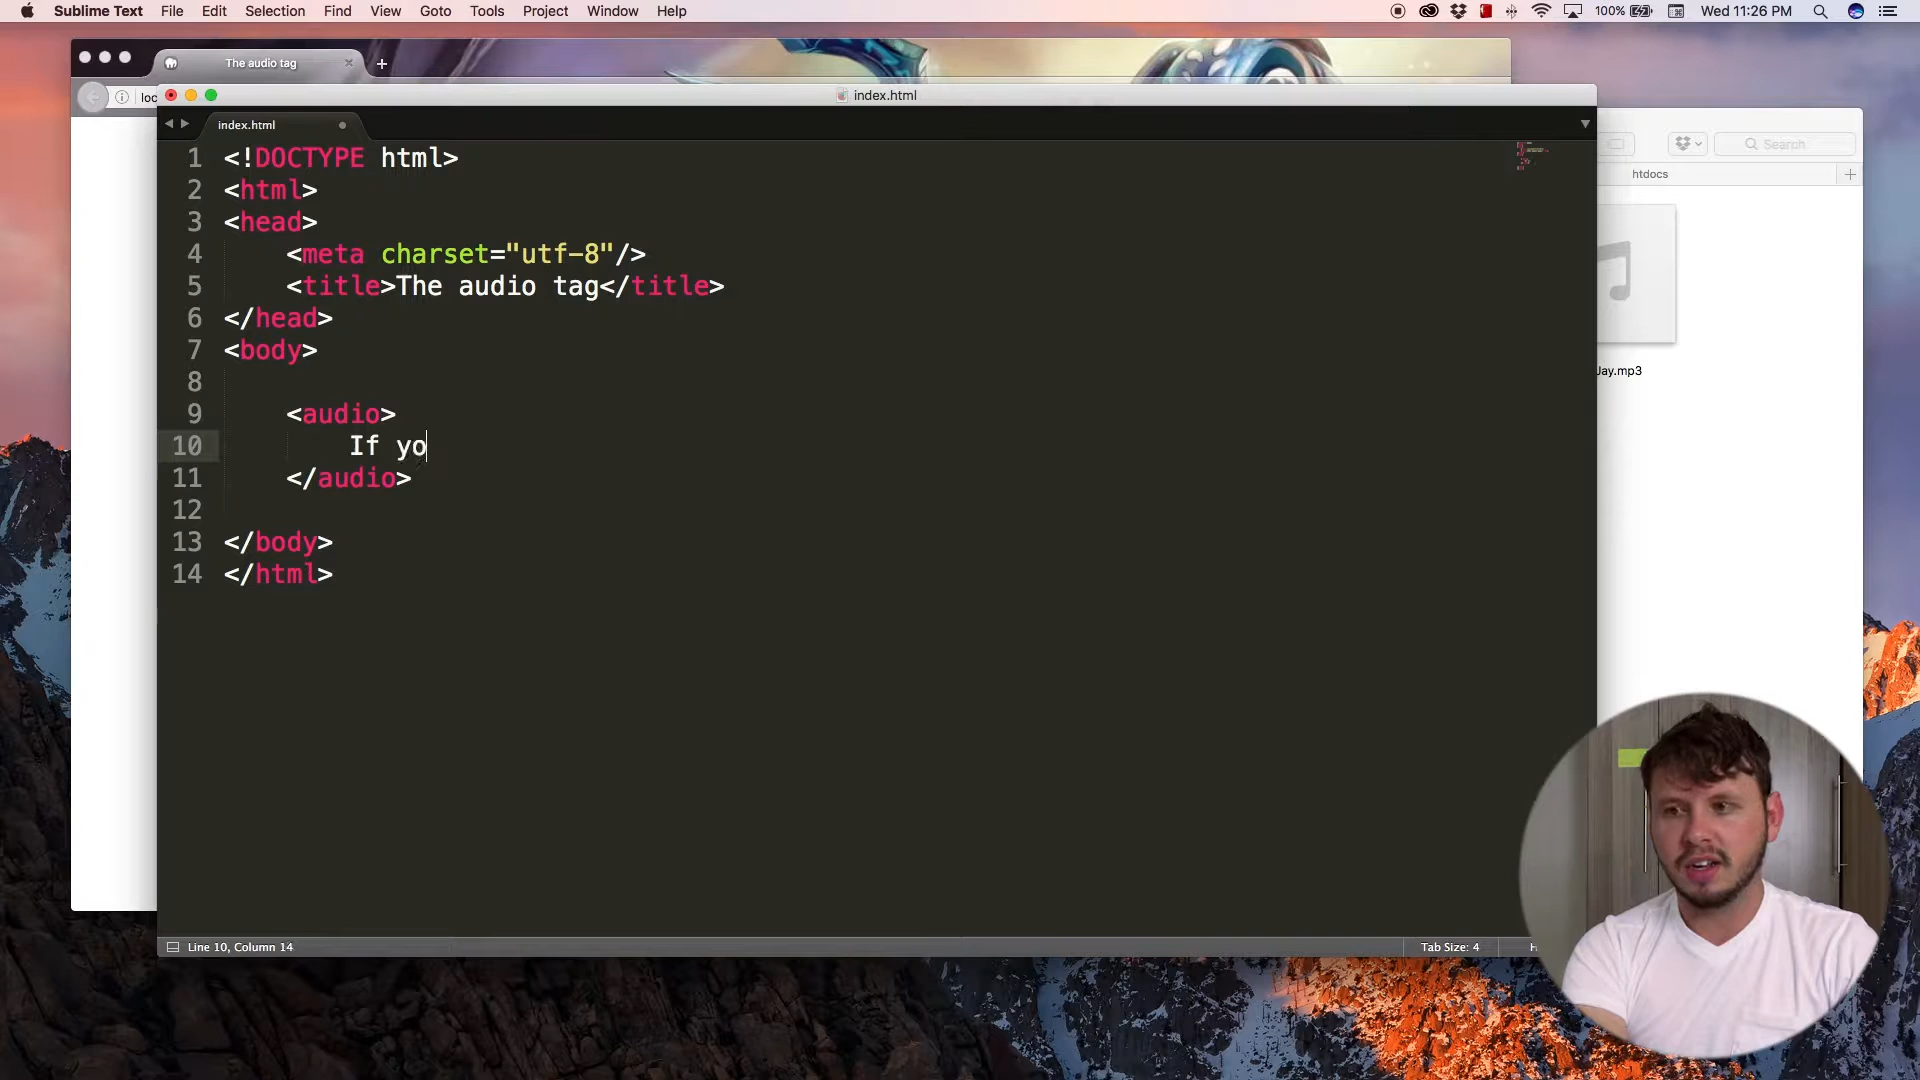 Sublime Text File Edit Selection Find View Goto Tools Project Window Help 100% Wed 11:26 PM
The audio tag
loc
index.html
htdocs
Search
index.html
1 <!DOCTYPE html>
2 <html>
3 <head>
4 <meta charset="utf-8"/>
5 <title>The audio tag</title>
6 </head>
7 <body>
8
9 <audio>
10 If yo
11 </audio>
12
13 </body>
14 </html>
Jay.mp3
Line 10, Column 14
Tab Size: 4
H